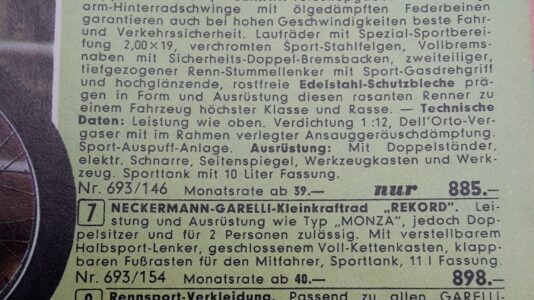 arm-Hinterradschwinge mit ölgedämpften Federbeinen
garantieren auch bei hohen Geschwindigkeiten beste Fahr-
und Verkehrssicherheit. Laufräder mit Spezial-Sportberei-
fung 2,00×19, verchromten Sport-Stahlfelgen, Vollbrems-
naben mit Sicherheits-Doppel-Bremsbacken, zweiteiliger,
tiefgezogener Renn-Stummellenker mit Sport-Gasdrehgriff
und hochglänzende, rostfreie Edelstahl-Schutzbleche prä-
gen in Form und Ausrüstung diesen rasanten Renner zu
einem Fahrzeug höchster Klasse und Rasse. — Technische
Daten: Leistung wie oben. Verdichtung 1:12, Dell'Orto-Ver-
gaser mit im Rahmen verlegter Ansauggeräuschdämpfung.
Sport-Auspuff-Anlage. Ausrüstung: Mit Doppelständer,
elektr. Schnarre, Seitenspiegel, Werkzeugkasten und Werk-
zeug. Sporttank mit 10 Liter Fassung.
Nr. 693/146 Monatsrate ab 39.— nur 885.-
7 NECKERMANN-GARELLI-Kleinkraftrad „REKORD". Lei-
stung und Ausrüstung wie Typ „MONZA", jedoch Dop-
pelsitzer und für 2 Personen zulässig. Mit verstellbarem
Halbsport-Lenker, geschlossenem Voll-Kettenkasten, klapp-
baren Fußrasten für den Mitfahrer, Sporttank, 11 l Fassung.
Nr. 693/154 Monatsrate ab 40.— 898.-
Rennsport-Verkleidung. Passend zu allen GARELLI-